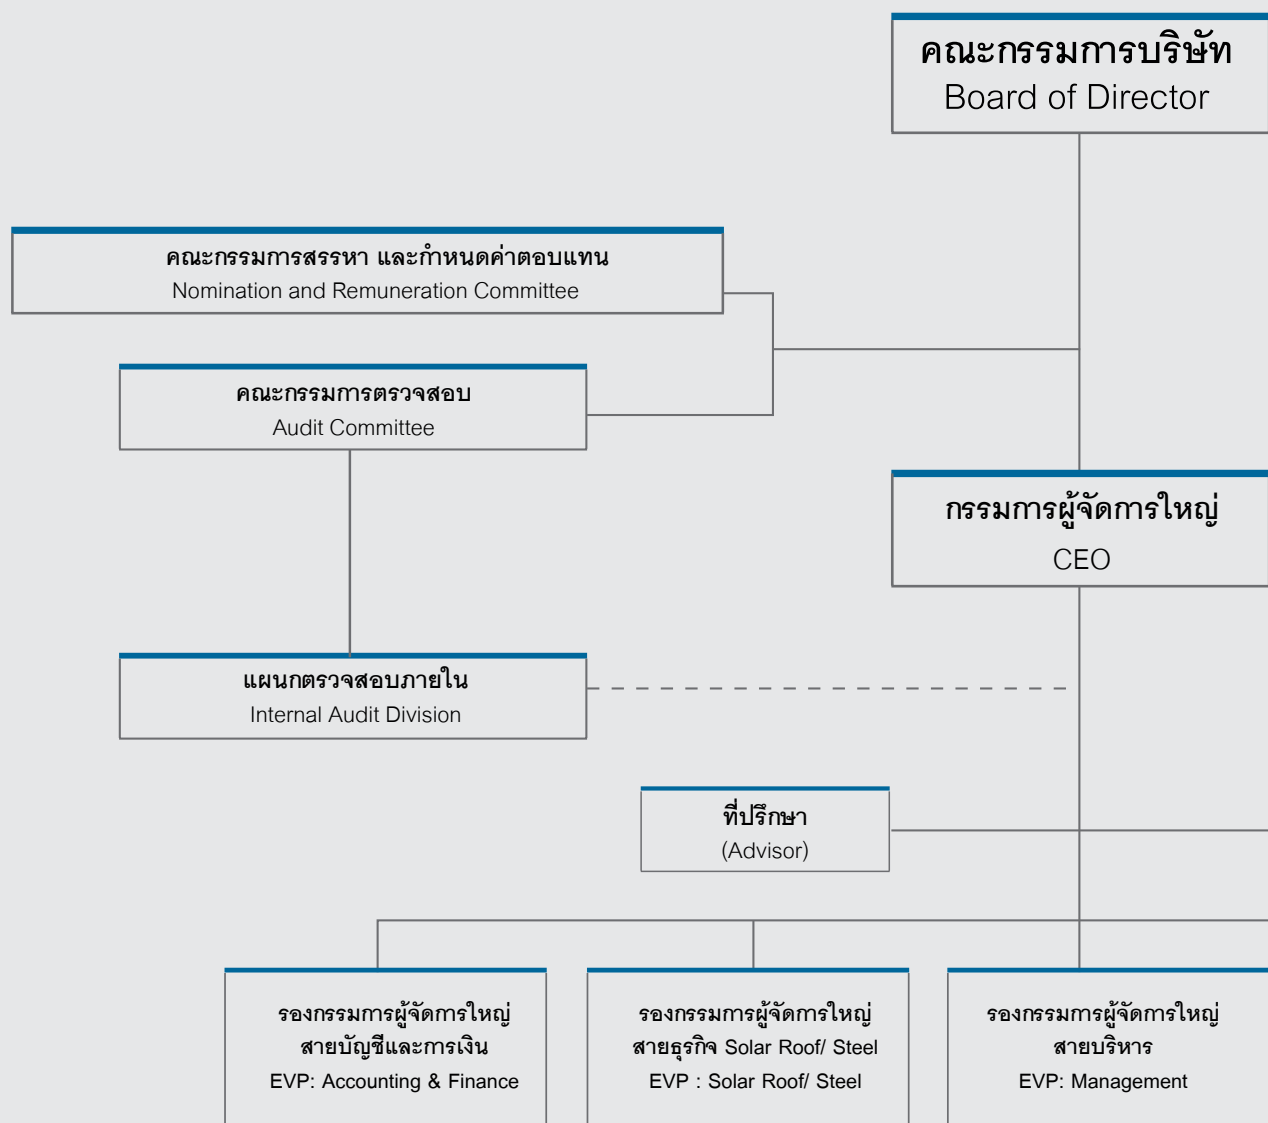 คณะกรรมการบริษัท
Board of Director
คณะกรรมการสรรหา และกำหนดค่าตอบแทน
Nomination and Remuneration Committee
คณะกรรมการตรวจสอบ
Audit Committee
กรรมการผู้จัดการใหญ่
CEO
แผนกตรวจสอบภายใน
Internal Audit Division
ที่ปรึกษา
(Advisor)
รองกรรมการผู้จัดการใหญ่
สายบัญชีและการเงิน
EVP: Accounting & Finance
รองกรรมการผู้จัดการใหญ่
สายธุรกิจ Solar Roof/ Steel
EVP : Solar Roof/ Steel
รองกรรมการผู้จัดการใหญ่
สายบริหาร
EVP: Management